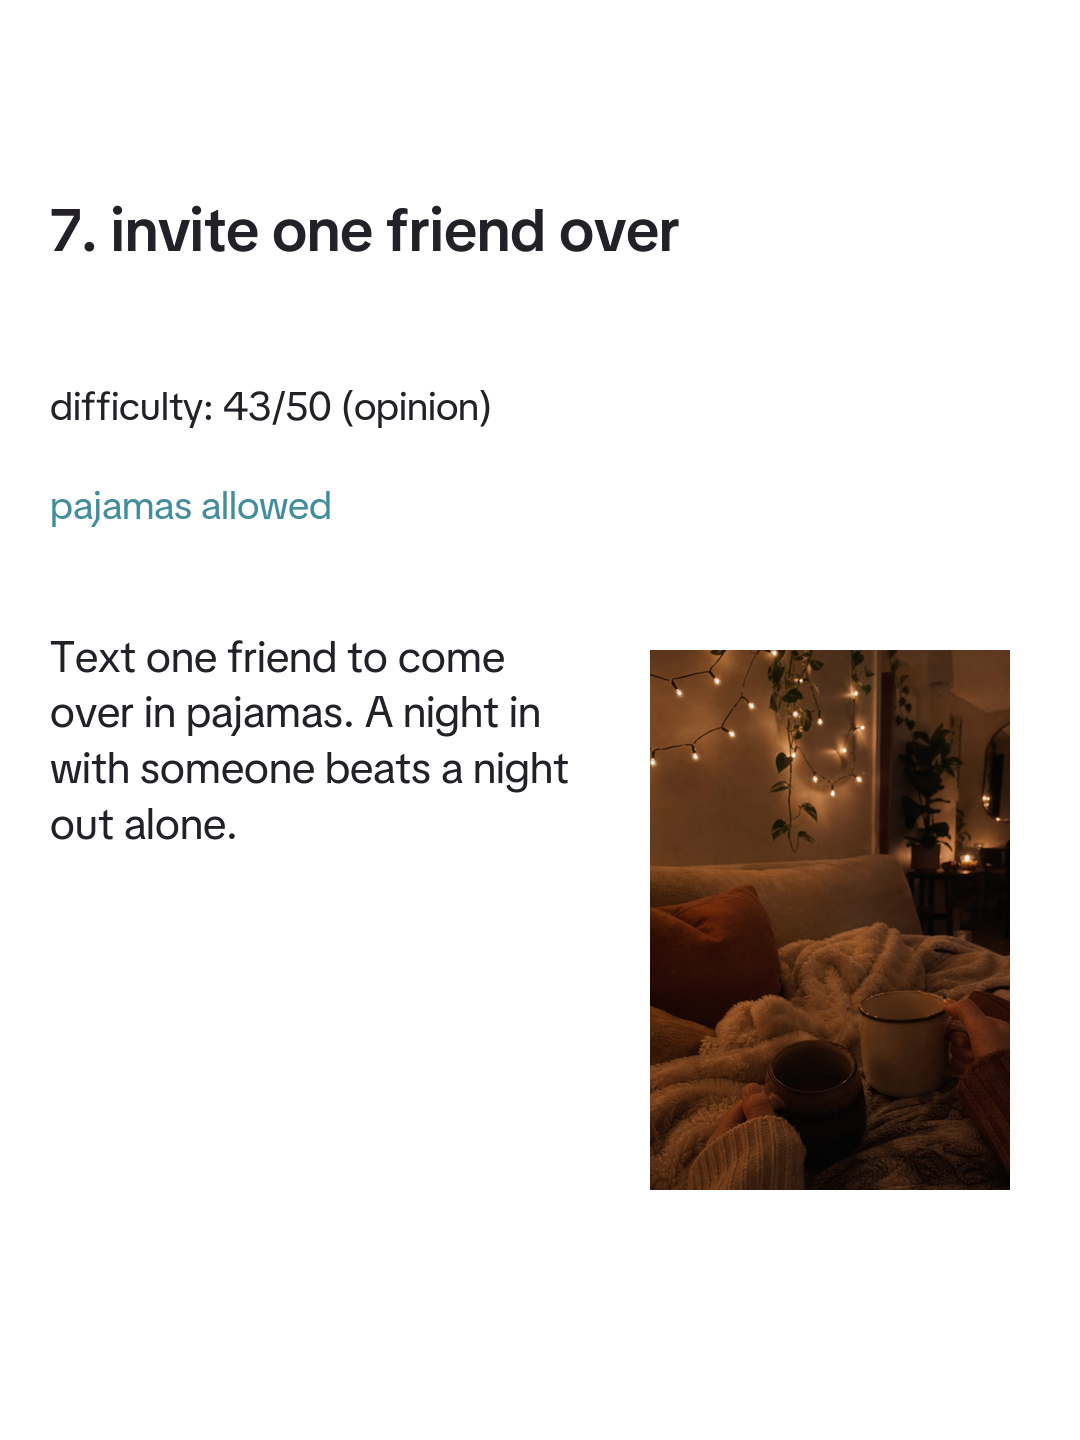 7. invite one friend over
difficulty: 43/50 (opinion)
pajamas allowed
Text one friend to come
over in pajamas. A night in
with someone beats a night
out alone.